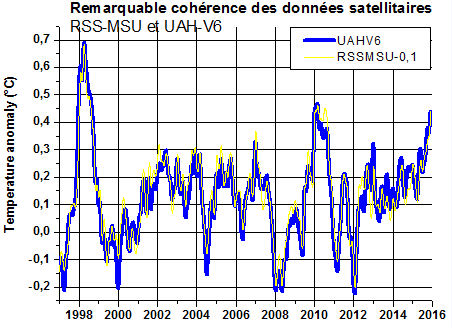 Remarquable cohérence des données satellitaires
RSS-MSU et UAH-V6
UAHV6
RSSMSU-0,1
Temperature anomaly (°C)
0,7
0,6
0,5
0,4
0,3
0,2
0,1
0,0
-0,1
-0,2
1998 2000 2002 2004 2006 2008 2010 2012 2014 2016